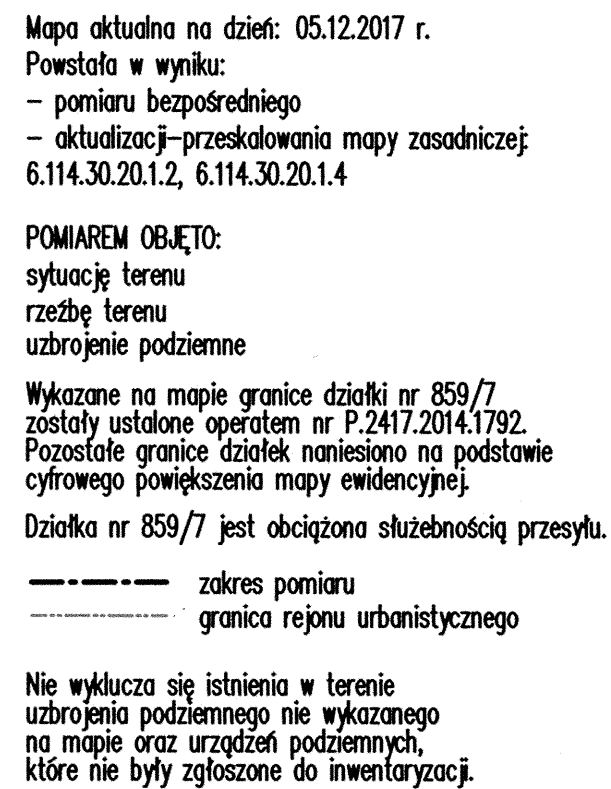 Mapa aktualna na dzień: 05.12.2017 r.
Powstała w wyniku:
– pomiaru bezpośredniego
– aktualizacji–przeskalowania mapy zasadniczej:
6.114.30.20.1.2, 6.114.30.20.1.4
POMIAREM OBJĘTO:
sytuację terenu
rzeźbę terenu
uzbrojenie podziemne
Wykazane na mapie granice działki nr 859/7
zostały ustalone operatem nr P.2417.2014.1792.
Pozostałe granice działek naniesiono na podstawie
cyfrowego powiększenia mapy ewidencyjnej.
Działka nr 859/7 jest obciążona służebnością przesyłu.
zakres pomiaru
granica rejonu urbanistycznego
Nie wyklucza się istnienia w terenie
uzbrojenia podziemnego nie wykazanego
na mapie oraz urządzeń podziemnych,
które nie były zgłoszone do inwentaryzacji.